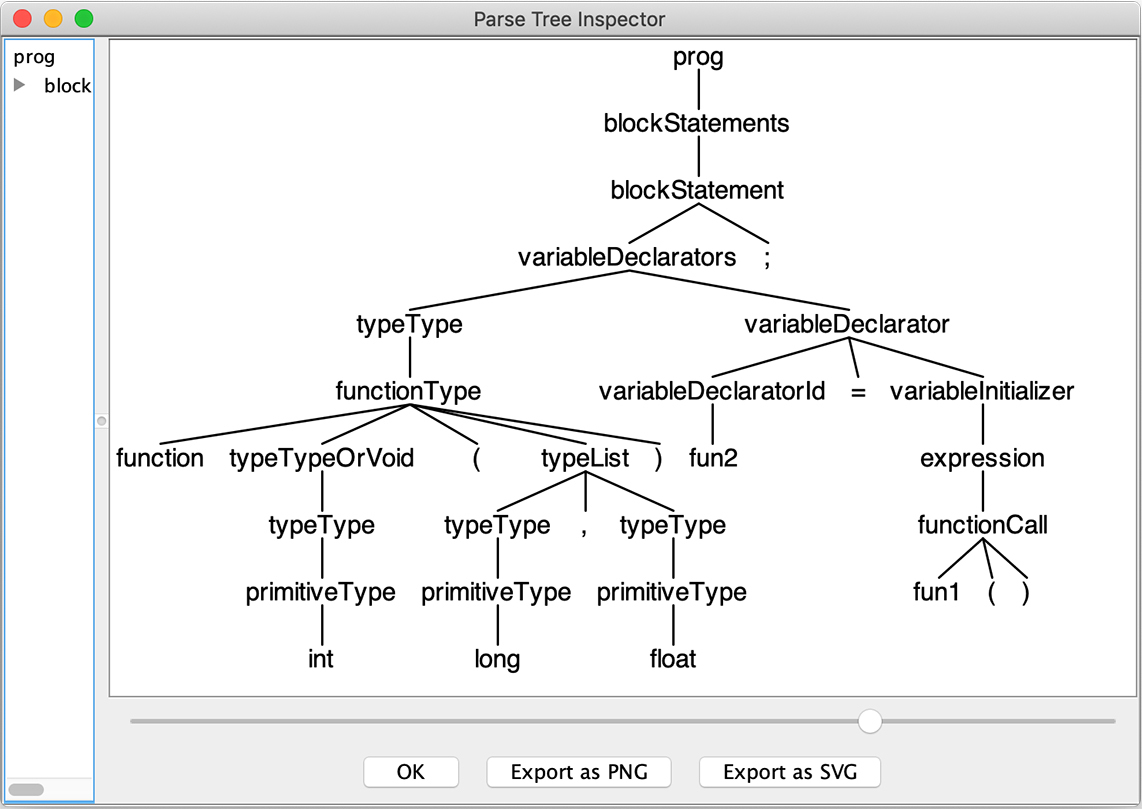 Parse Tree Inspector
prog
block
prog
blockStatements
blockStatement
variableDeclarators ;
typeType variableDeclarator
functionType variableDeclaratorId = variableInitializer
function typeTypeOrVoid ( typeList ) fun2 expression
typeType typeType , typeType functionCall
primitiveType primitiveType primitiveType fun1 ( )
int long float
OK Export as PNG Export as SVG